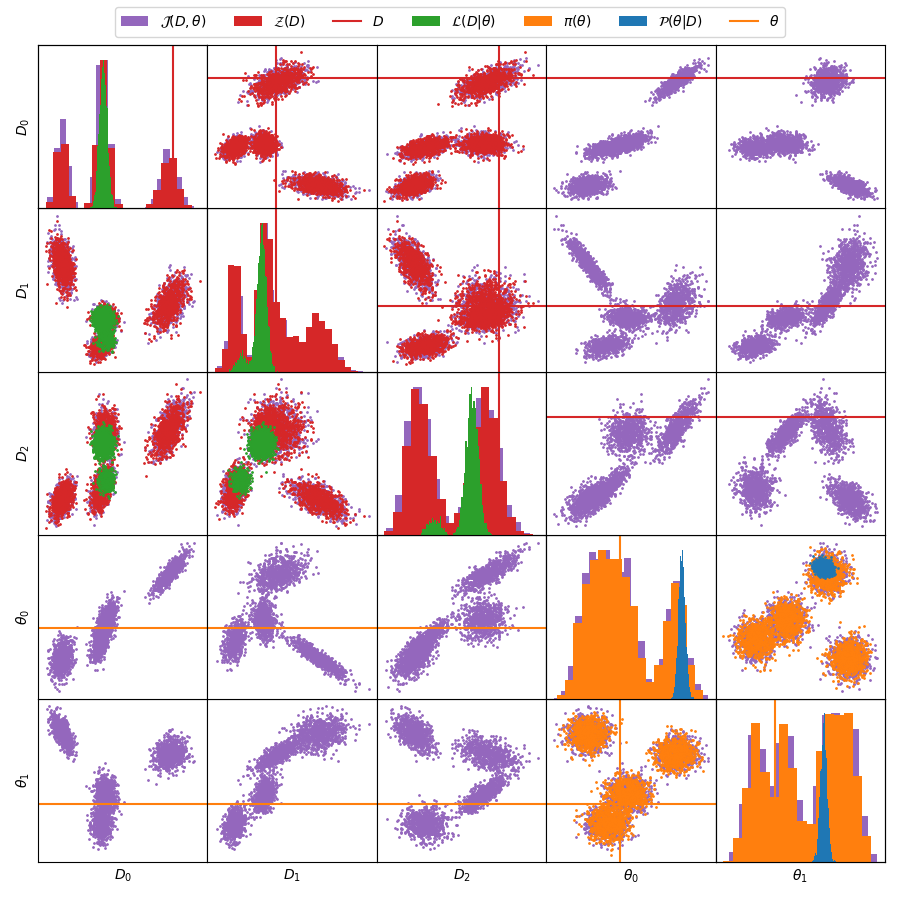 𝒥(D, θ) 𝒵(D) D ℒ(D|θ) π(θ) 𝒫(θ|D) θ
D₀
D₁
D₂
θ₀
θ₁
D₀ D₁ D₂ θ₀ θ₁